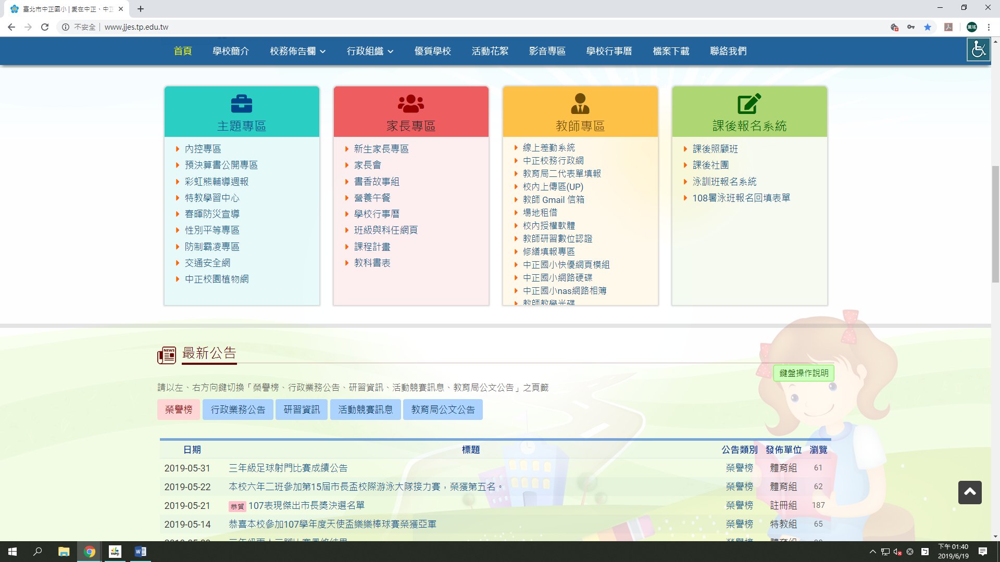 臺北市中正國小 | 愛在中正、中正
不安全 | www.jjes.tp.edu.tw
首頁 學校簡介 校務佈告欄 行政組織 優質學校 活動花絮 影音專區 學校行事曆 檔案下載 聯絡我們
主題專區
內控專區
預決算書公開專區
彩虹熊輔導週報
特教學習中心
春暉防災宣導
性別平等專區
防制霸凌專區
交通安全網
中正校園植物網
家長專區
新生家長專區
家長會
書香故事組
營養午餐
學校行事曆
班級與科任網頁
課程計畫
教科書表
教師專區
線上差勤系統
中正校務行政網
教育局二代表單填報
校內上傳區(UP)
教師 Gmail 信箱
場地租借
校內授權軟體
教師研習數位認證
修繕填報專區
中正國小快優網頁模組
中正國小網路硬碟
中正國小nas網路相簿
教師教學光碟
課後報名系統
課後照顧班
課後社團
泳訓班報名系統
108暑泳班報名回填表單
NEWS 最新公告
鍵盤操作說明
請以左、右方向鍵切換「榮譽榜、行政業務公告、研習資訊、活動競賽訊息、教育局公文公告」之頁籤
榮譽榜 行政業務公告 研習資訊 活動競賽訊息 教育局公文公告
日期 標題 公告類別 發佈單位 瀏覽
2019-05-31 三年級足球射門比賽成績公告 榮譽榜 體育組 61
2019-05-22 本校六年二班參加第15屆市長盃校際游泳大隊接力賽，榮獲第五名。 榮譽榜 體育組 62
2019-05-21 恭賀 107表現傑出市長獎決選名單 榮譽榜 註冊組 187
2019-05-14 恭喜本校參加107學年度天使盃樂樂棒球賽榮獲亞軍 榮譽榜 特教組 65
下午 01:40
2019/6/19